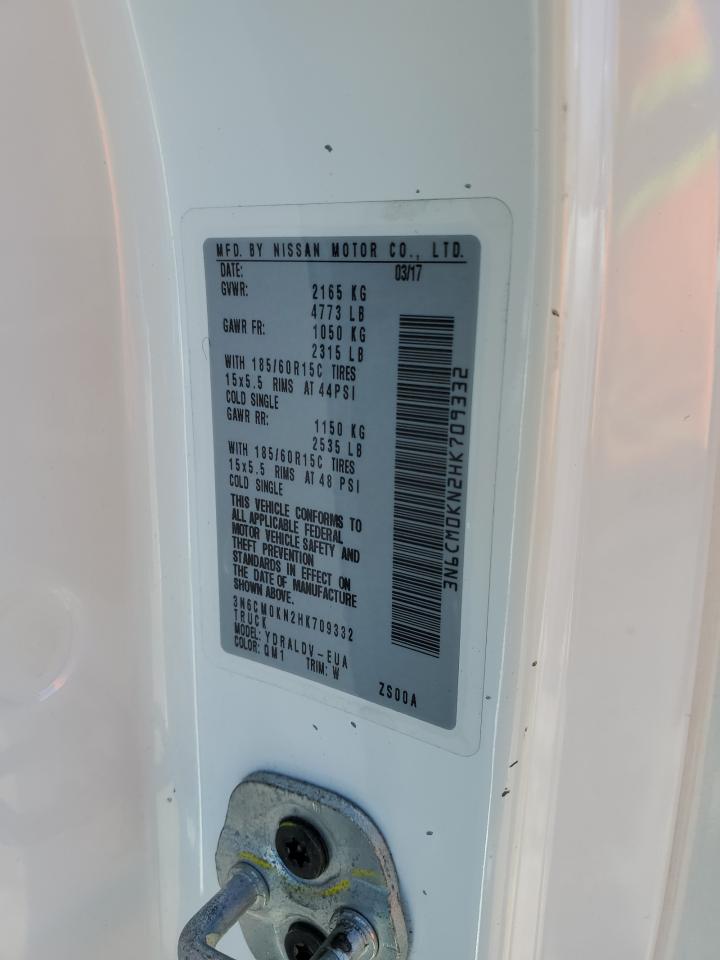 MFD. BY NISSAN MOTOR CO., LTD.
DATE: 03/17
GVWR: 2165 KG
4773 LB
GAWR FR: 1050 KG
2315 LB
WITH 185/60R15C TIRES
15x5.5 RIMS AT 44PSI
COLD SINGLE
GAWR RR: 1150 KG
2535 LB
WITH 185/60R15C TIRES
15x5.5 RIMS AT 48 PSI
COLD SINGLE
THIS VEHICLE CONFORMS TO
ALL APPLICABLE FEDERAL
MOTOR VEHICLE SAFETY AND
THEFT PREVENTION
STANDARDS IN EFFECT ON
THE DATE OF MANUFACTURE
SHOWN ABOVE.
3N6CM0KN2HK709332
TRUCK
MODEL: YDRALDV-EUA
COLOR: QM1 TRIM: W
ZS00A
3N6CM0KN2HK709332